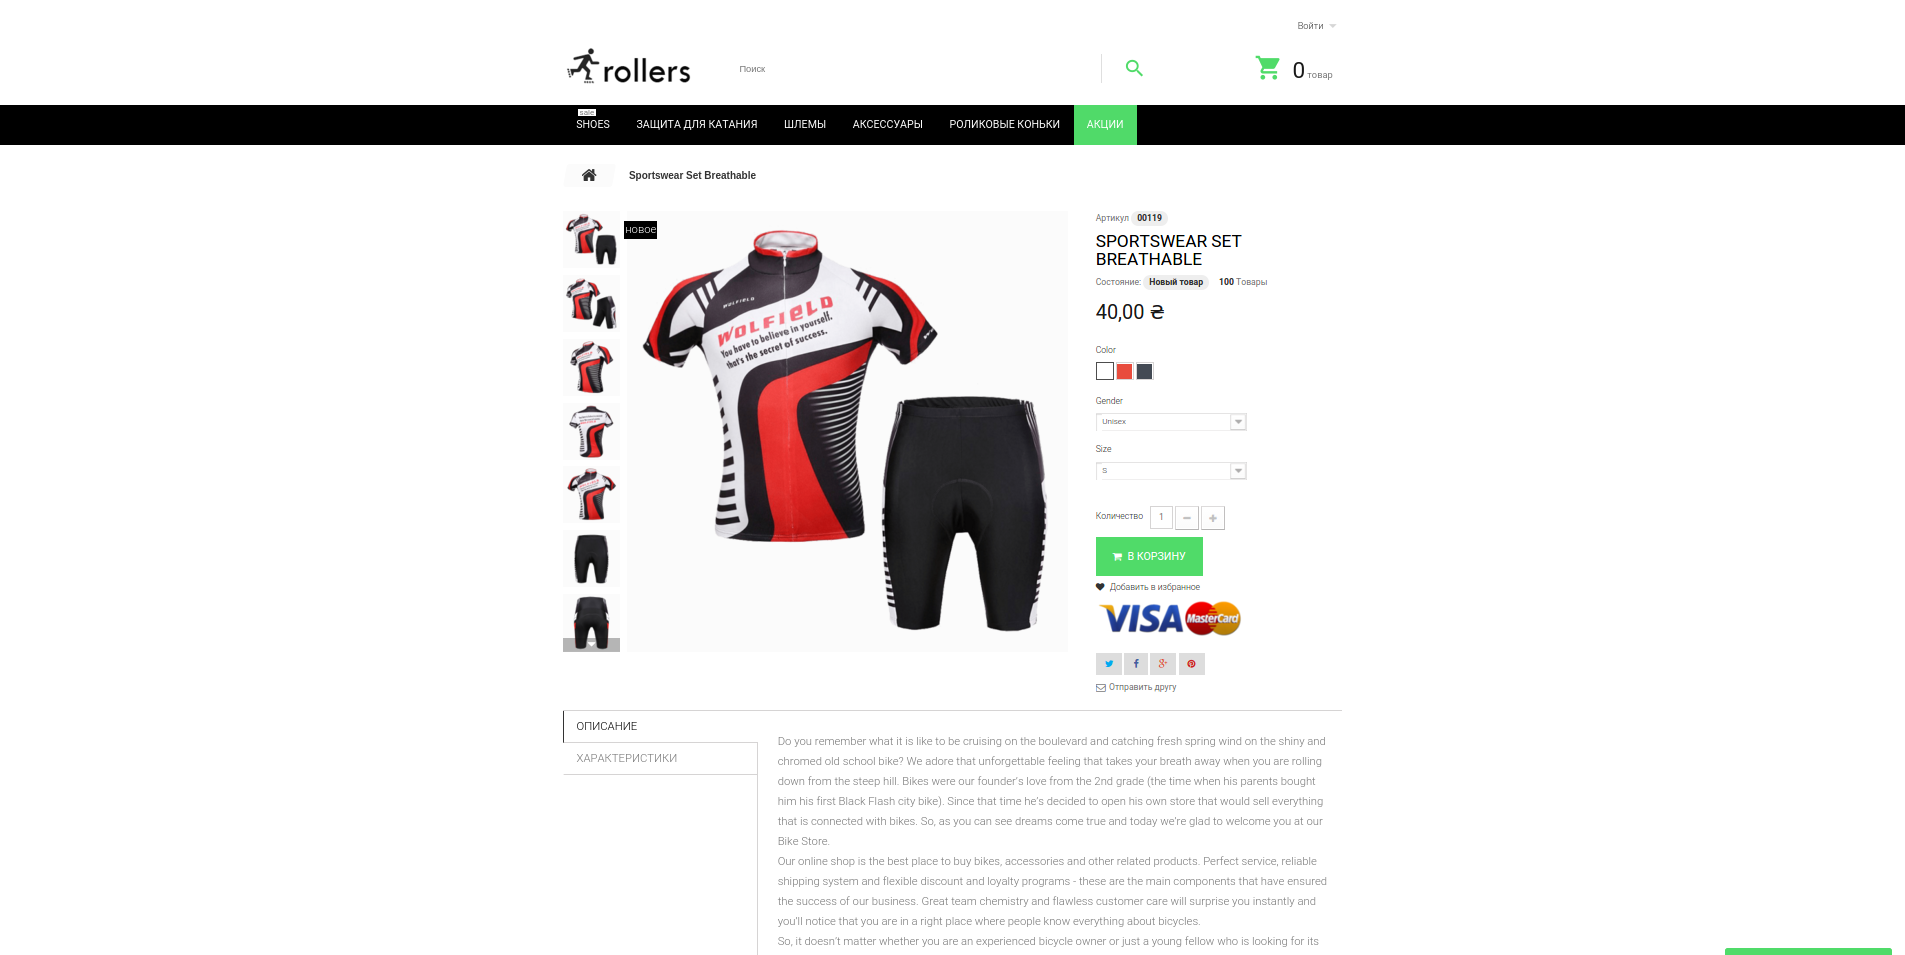 Войти
rollers
Поиск
0 товар
sale
SHOES
ЗАЩИТА ДЛЯ КАТАНИЯ
ШЛЕМЫ
АКСЕССУАРЫ
РОЛИКОВЫЕ КОНЬКИ
АКЦИИ
Sportswear Set Breathable
новое
WOLFIELD
WOLFIELD
You have to believe in yourself.
that's the secret of success.
Артикул 00119
SPORTSWEAR SET
BREATHABLE
Состояние: Новый товар 100 Товары
40,00 ₴
Color
Gender
Unisex
Size
S
Количество 1
В КОРЗИНУ
Добавить в избранное
VISA MasterCard
Отправить другу
ОПИСАНИЕ
ХАРАКТЕРИСТИКИ
Do you remember what it is like to be cruising on the boulevard and catching fresh spring wind on the shiny and
chromed old school bike? We adore that unforgettable feeling that takes your breath away when you are rolling
down from the steep hill. Bikes were our founder's love from the 2nd grade (the time when his parents bought
him his first Black Flash city bike). Since that time he's decided to open his own store that would sell everything
that is connected with bikes. So, as you can see dreams come true and today we're glad to welcome you at our
Bike Store.
Our online shop is the best place to buy bikes, accessories and other related products. Perfect service, reliable
shipping system and flexible discount and loyalty programs - these are the main components that have ensured
the success of our business. Great team chemistry and flawless customer care will surprise you instantly and
you'll notice that you are in a right place where people know everything about bicycles.
So, it doesn't matter whether you are an experienced bicycle owner or just a young fellow who is looking for its